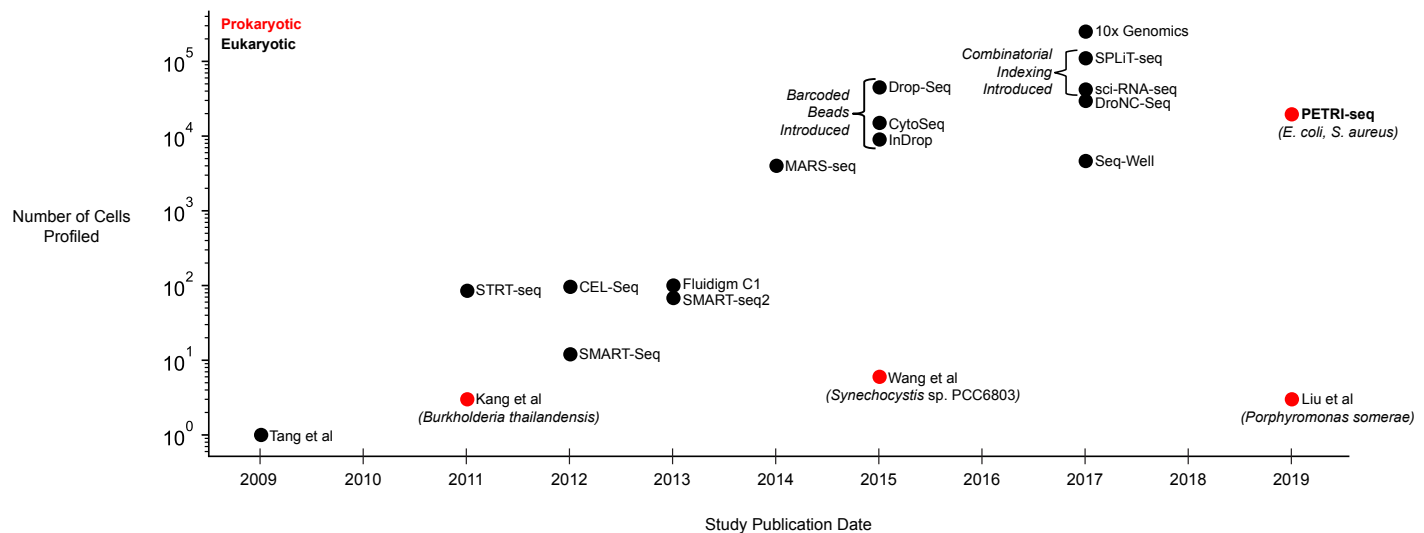 Prokaryotic
Eukaryotic
Number of Cells
Profiled
10^5
10^4
10^3
10^2
10^1
10^0
Tang et al
STRT-seq
Kang et al
(Burkholderia thailandensis)
CEL-Seq
SMART-Seq
Fluidigm C1
SMART-seq2
MARS-seq
Barcoded
Beads
Introduced
Drop-Seq
CytoSeq
InDrop
Wang et al
(Synechocystis sp. PCC6803)
Combinatorial
Indexing
Introduced
10x Genomics
SPLiT-seq
sci-RNA-seq
DroNC-Seq
Seq-Well
PETRI-seq
(E. coli, S. aureus)
Liu et al
(Porphyromonas somerae)
2009 2010 2011 2012 2013 2014 2015 2016 2017 2018 2019
Study Publication Date